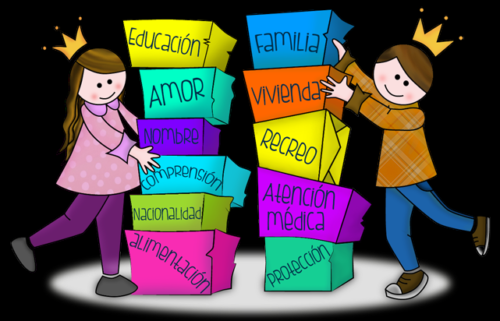 Educación
AMOR
Nombre
Comprensión
Nacionalidad
Alimentación
Familia
Vivienda
Recreo
Atención
médica
Protección